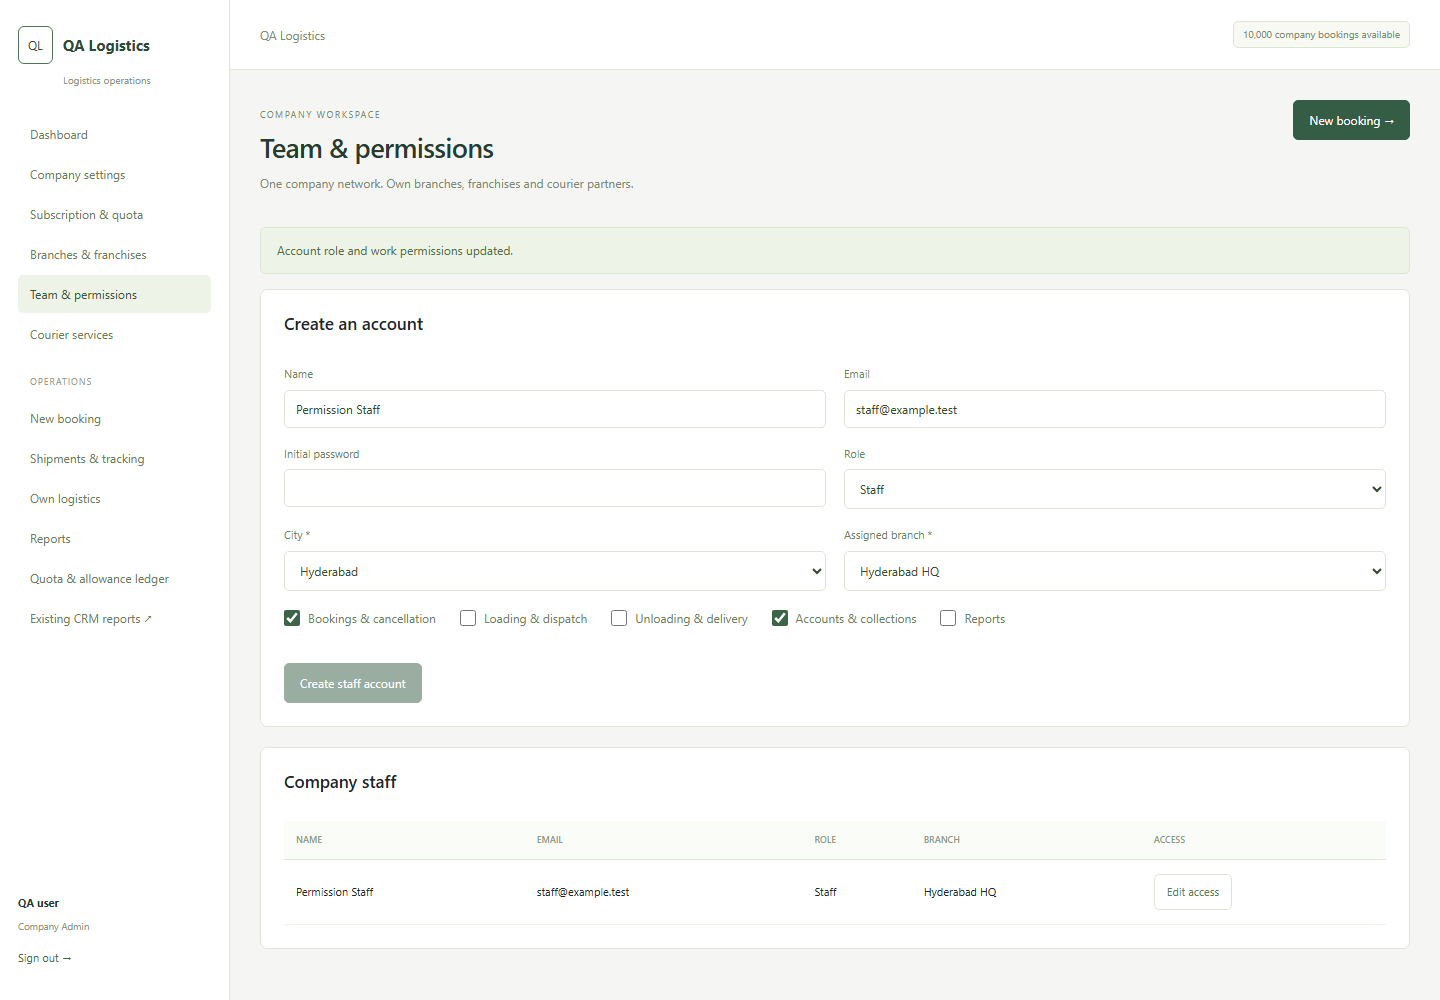 QL
QA Logistics
Logistics operations
Dashboard
Company settings
Subscription & quota
Branches & franchises
Team & permissions
Courier services
OPERATIONS
New booking
Shipments & tracking
Own logistics
Reports
Quota & allowance ledger
Existing CRM reports ↗
QA user
Company Admin
Sign out →
QA Logistics
10,000 company bookings available
COMPANY WORKSPACE
Team & permissions
One company network. Own branches, franchises and courier partners.
New booking →
Account role and work permissions updated.
Create an account
Name
Email
Permission Staff
staff@example.test
Initial password
Role
Staff
City *
Assigned branch *
Hyderabad
Hyderabad HQ
Bookings & cancellation
Loading & dispatch
Unloading & delivery
Accounts & collections
Reports
Create staff account
Company staff
NAME EMAIL ROLE BRANCH ACCESS
Permission Staff staff@example.test Staff Hyderabad HQ Edit access